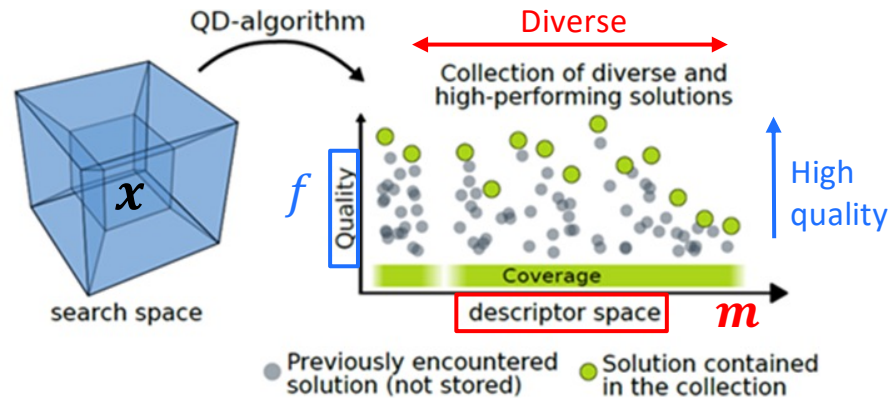 QD-algorithm
Diverse
Collection of diverse and
high-performing solutions
x
search space
f
Quality
High
quality
Coverage
descriptor space
m
Previously encountered
solution (not stored)
Solution contained
in the collection